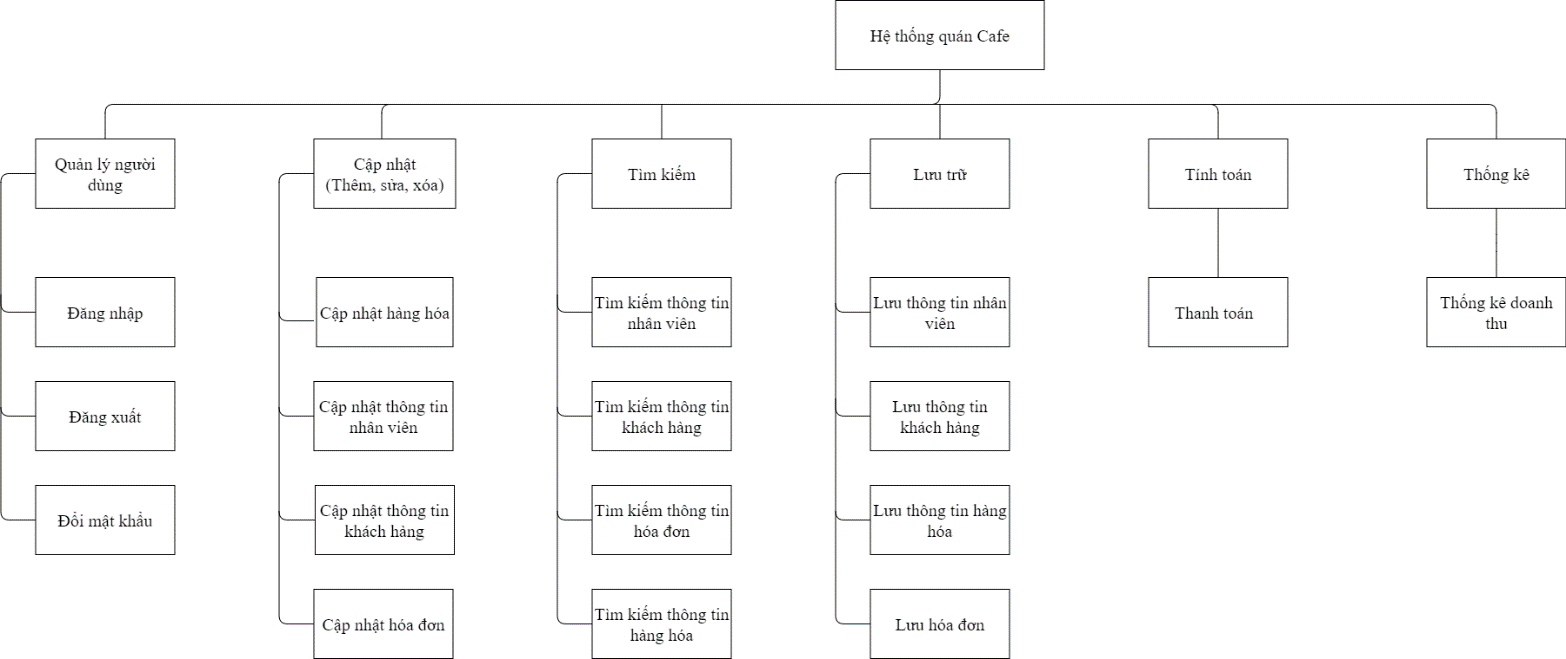 Hệ thống quán Cafe
Quản lý người
dùng
Cập nhật
(Thêm, sửa, xóa)
Tìm kiếm
Lưu trữ
Tính toán
Thống kê
Đăng nhập
Cập nhật hàng hóa
Tìm kiếm thông tin
nhân viên
Lưu thông tin nhân
viên
Thanh toán
Thống kê doanh
thu
Đăng xuất
Cập nhật thông tin
nhân viên
Tìm kiếm thông tin
khách hàng
Lưu thông tin
khách hàng
Đổi mật khẩu
Cập nhật thông tin
khách hàng
Tìm kiếm thông tin
hóa đơn
Lưu thông tin hàng
hóa
Cập nhật hóa đơn
Tìm kiếm thông tin
hàng hóa
Lưu hóa đơn